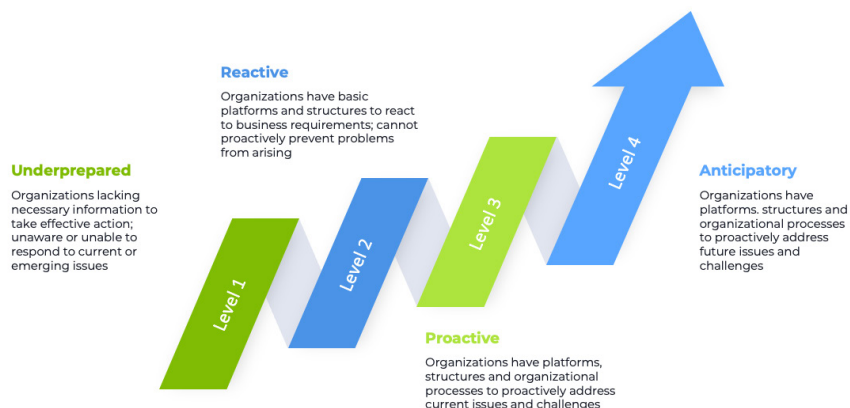 Reactive
Organizations have basic
platforms and structures to react
to business requirements; cannot
proactively prevent problems
from arising
Underprepared
Organizations lacking
necessary information to
take effective action;
unaware or unable to
respond to current or
emerging issues
Level 1
Level 2
Level 3
Level 4
Anticipatory
Organizations have
platforms. structures and
organizational processes
to proactively address
future issues and
challenges
Proactive
Organizations have platforms,
structures and organizational
processes to proactively address
current issues and challenges